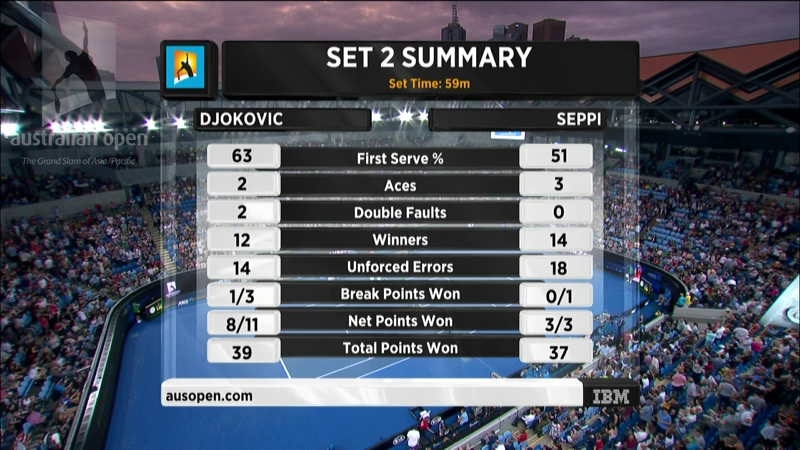 australian open
The Grand Slam of Asia/Pacific
SET 2 SUMMARY
Set Time: 59m
DJOKOVIC SEPPI
63 First Serve % 51
2 Aces 3
2 Double Faults 0
12 Winners 14
14 Unforced Errors 18
1/3 Break Points Won 0/1
8/11 Net Points Won 3/3
39 Total Points Won 37
ausopen.com IBM